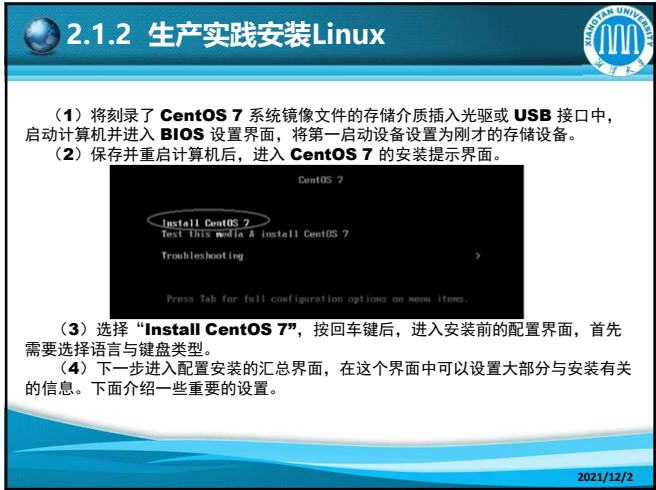 2.1.2 生产实践安装Linux
XIANGTAN UNIVERSITY
湘潭大学
（1）将刻录了 CentOS 7 系统镜像文件的存储介质插入光驱或 USB 接口中，
启动计算机并进入 BIOS 设置界面，将第一启动设备设置为刚才的存储设备。
（2）保存并重启计算机后，进入 CentOS 7 的安装提示界面。
CentOS 7
Install CentOS 7
Test this media & install CentOS 7
Troubleshooting >
Press Tab for full configuration options on menu items.
（3）选择“Install CentOS 7”，按回车键后，进入安装前的配置界面，首先
需要选择语言与键盘类型。
（4）下一步进入配置安装的汇总界面，在这个界面中可以设置大部分与安装有关
的信息。下面介绍一些重要的设置。
2021/12/2